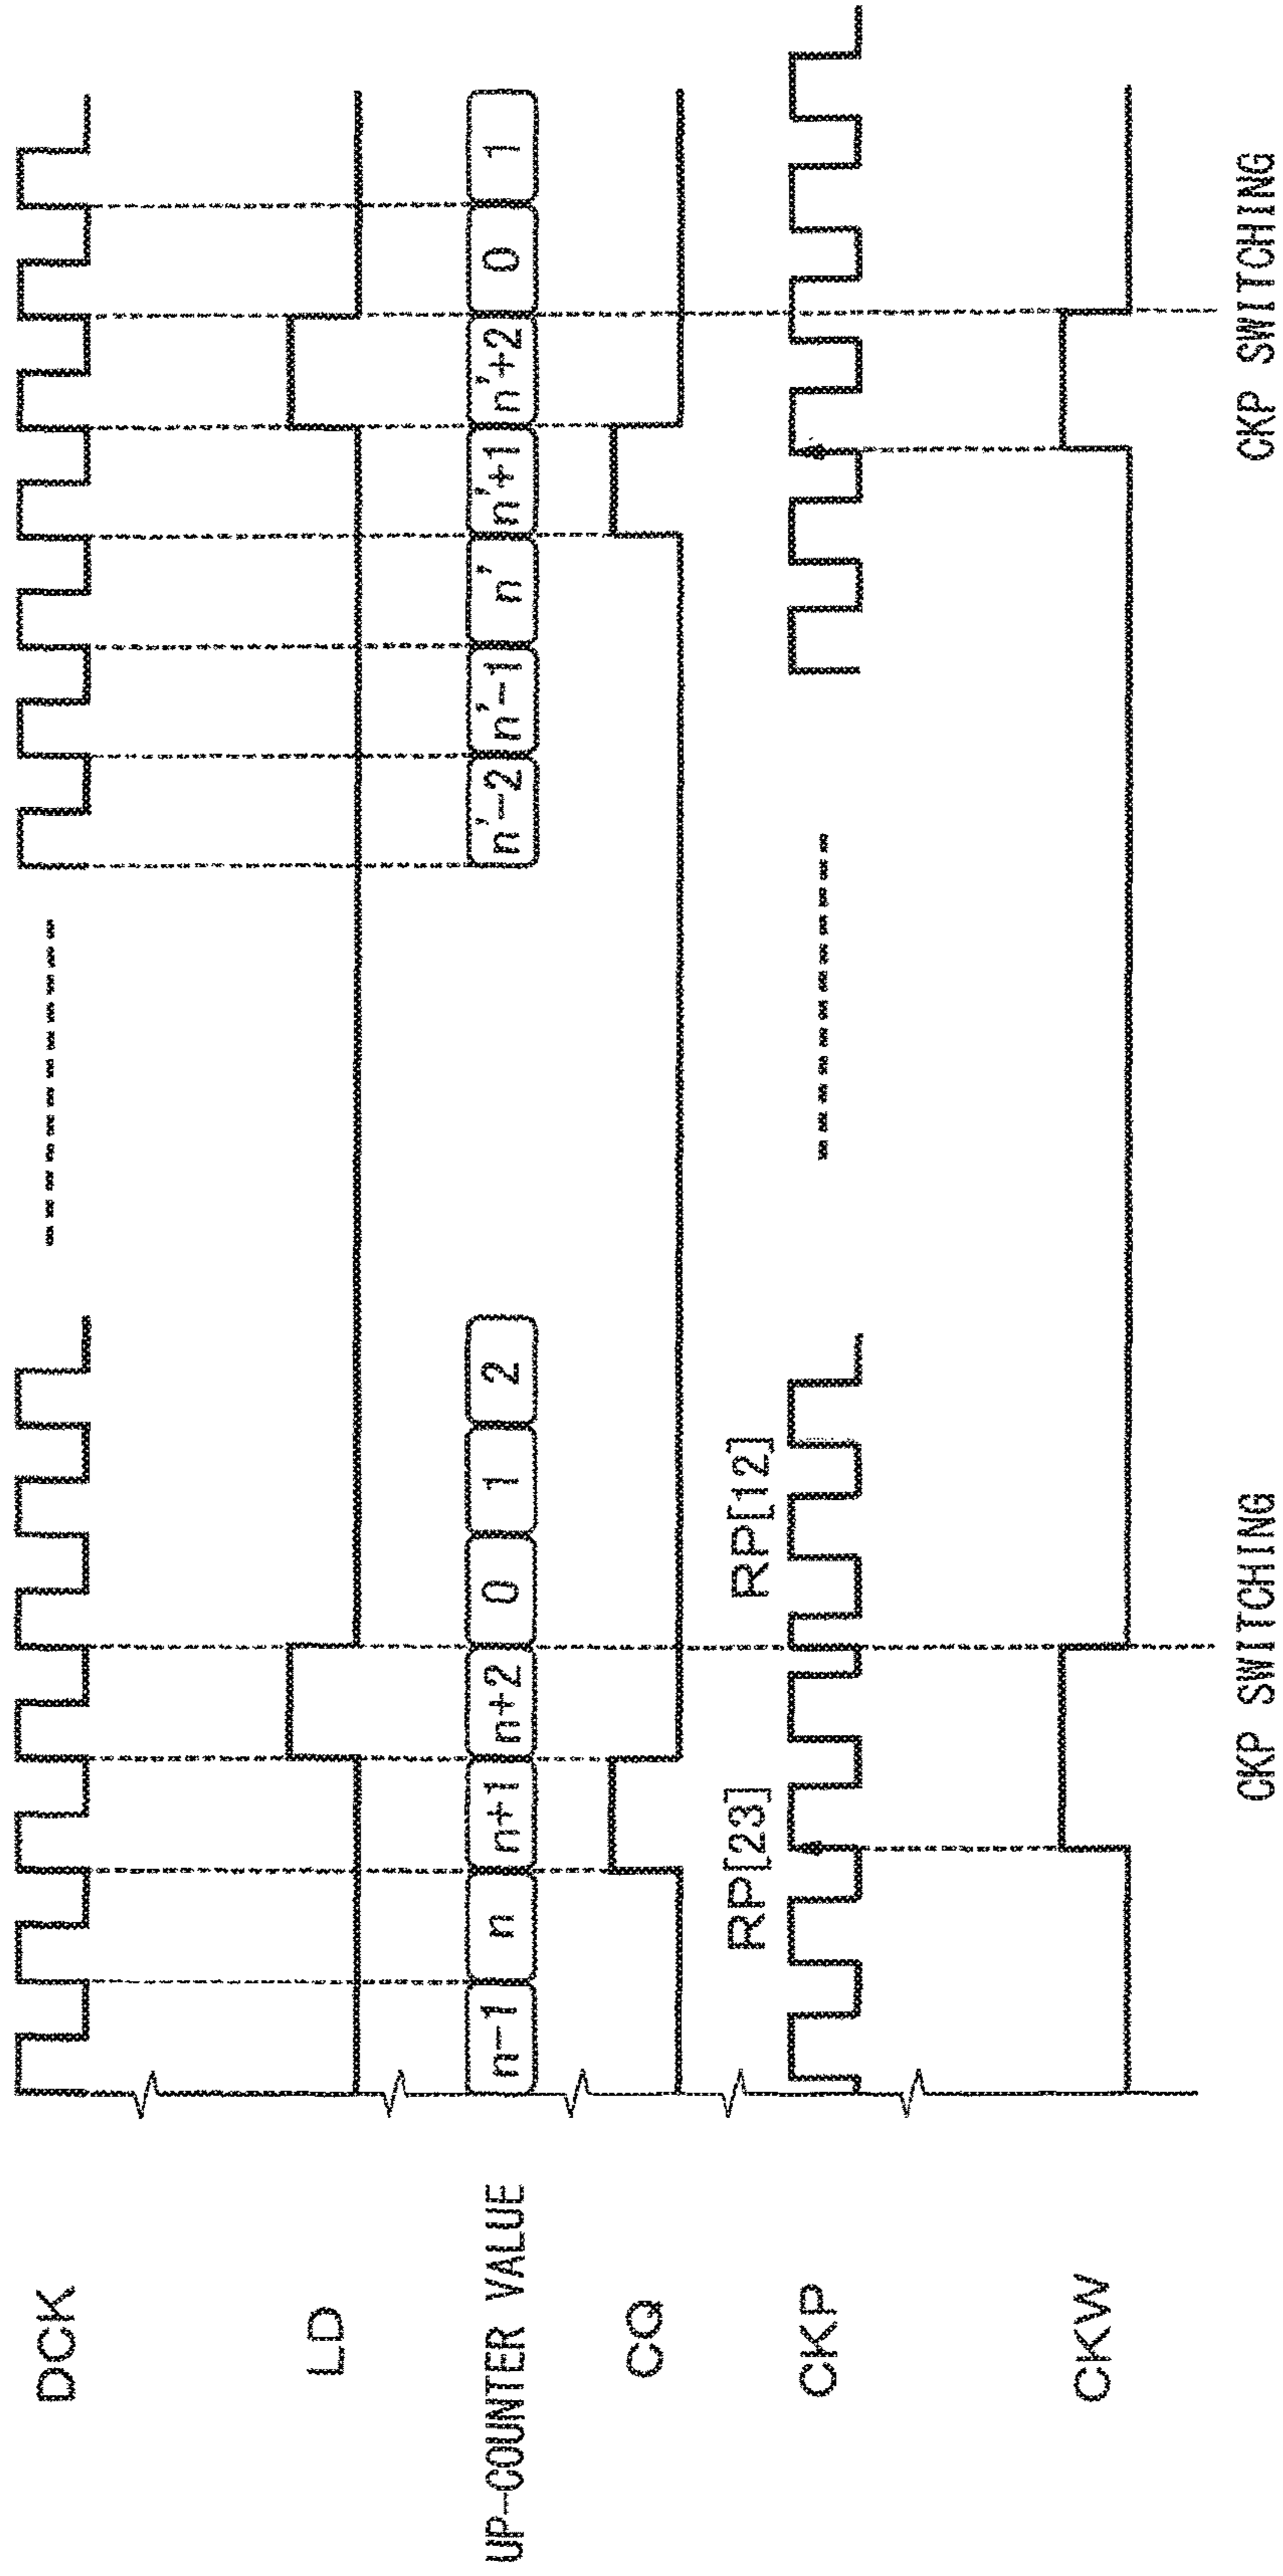 DCK
LD
UP-COUNTER VALUE
n-1 n n+1 n+2 0 1 2 n'-2 n'-1 n' n'+1 n'+2 0 1
CQ
RP[23] RP[12]
CKP
CKW
CKP SWITCHING CKP SWITCHING